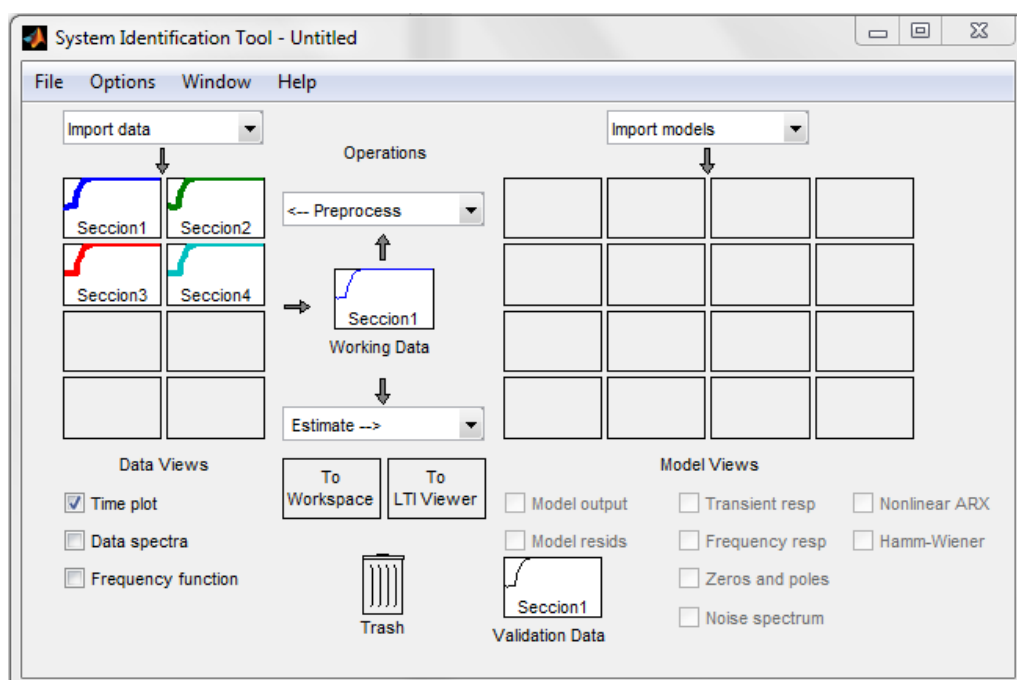 System Identification Tool - Untitled
File Options Window Help
Import data
Import models
Operations
Seccion1 Seccion2
<-- Preprocess
Seccion3 Seccion4
Seccion1
Working Data
Estimate -->
Data Views
Model Views
To Workspace
To LTI Viewer
Time plot
Data spectra
Frequency function
Model output
Transient resp
Nonlinear ARX
Model resids
Frequency resp
Hamm-Wiener
Zeros and poles
Noise spectrum
Trash
Seccion1
Validation Data